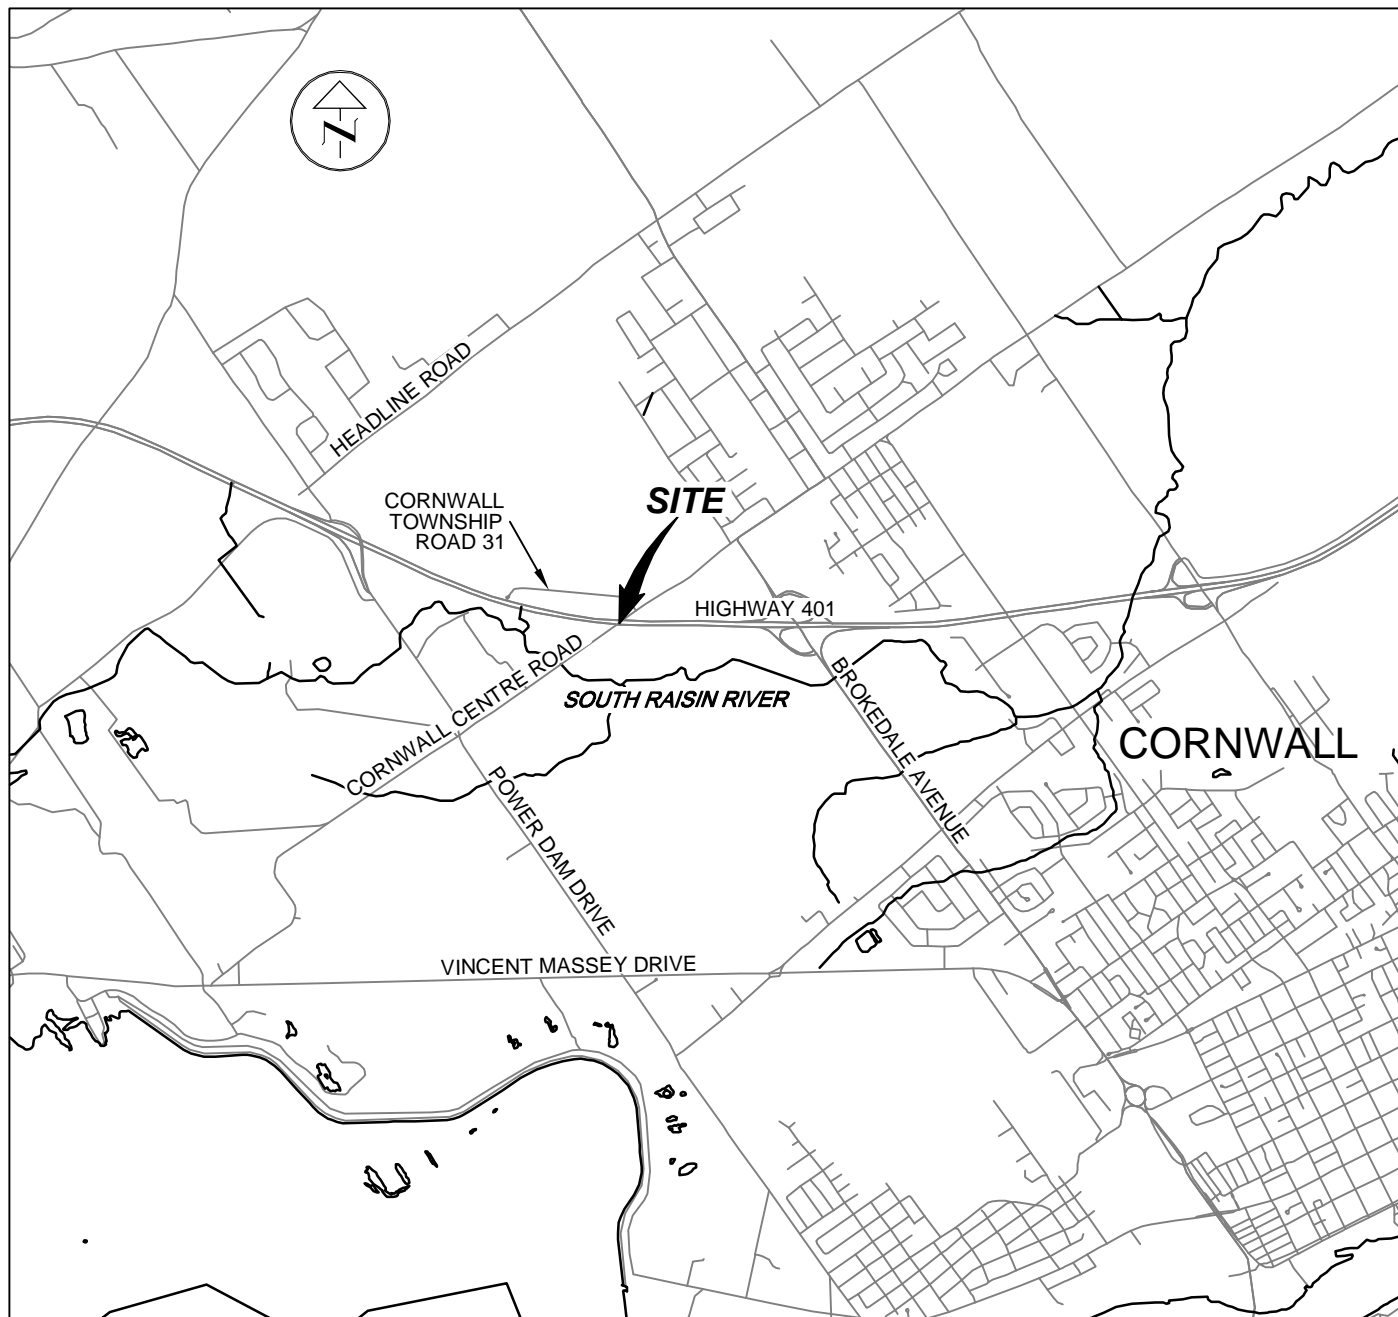 N
HEADLINE ROAD
CORNWALL
TOWNSHIP
ROAD 31
SITE
HIGHWAY 401
CORNWALL CENTRE ROAD
SOUTH RAISIN RIVER
BROKEDALE AVENUE
CORNWALL
POWER DAM DRIVE
VINCENT MASSEY DRIVE